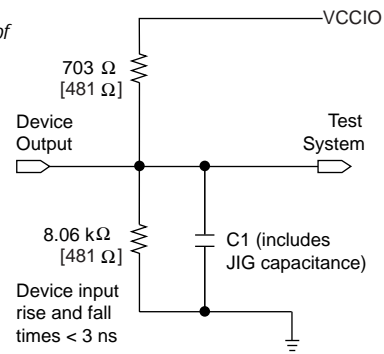 of
VCCIO
703 Ω
[481 Ω]
Device
Output
Test
System
8.06 kΩ
[481 Ω]
C1 (includes
JIG capacitance)
Device input
rise and fall
times < 3 ns